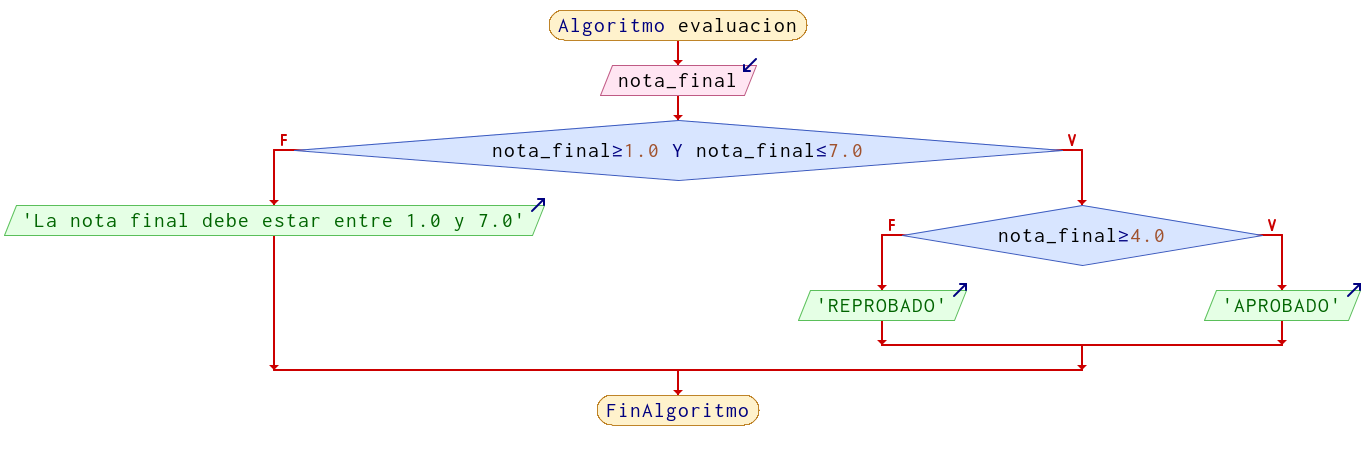 Algoritmo evaluacion
nota_final
nota_final≥1.0 Y nota_final≤7.0
F
V
'La nota final debe estar entre 1.0 y 7.0'
nota_final≥4.0
F
V
'REPROBADO'
'APROBADO'
FinAlgoritmo